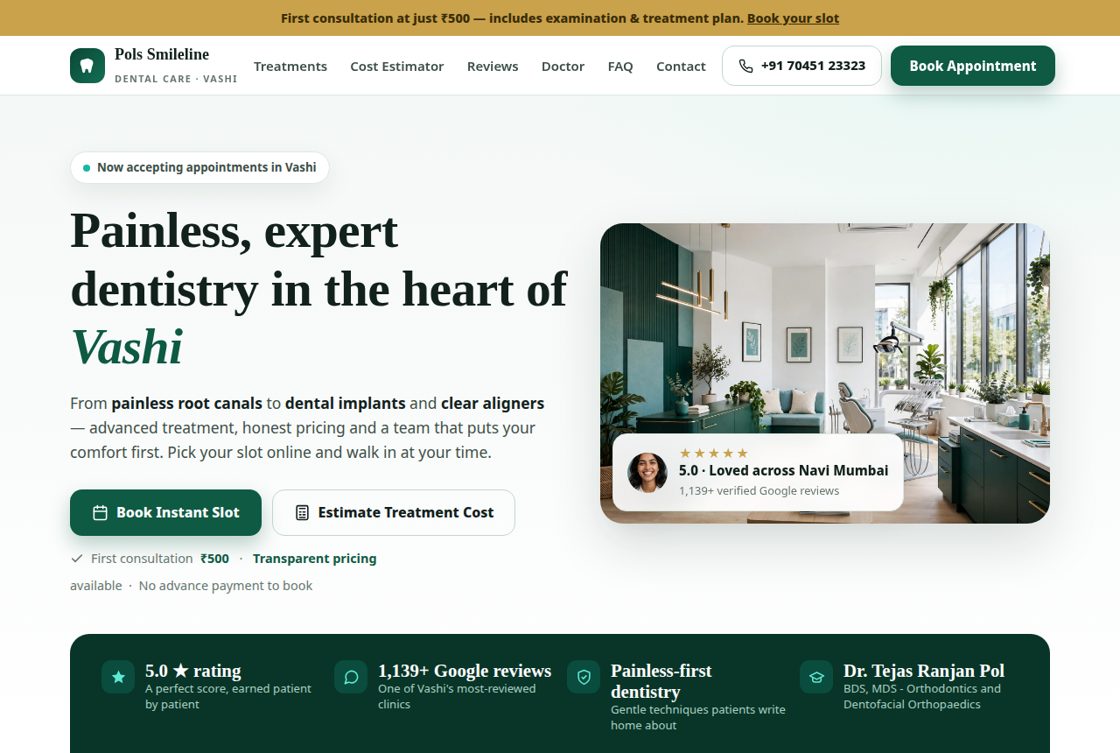 First consultation at just ₹500 — includes examination & treatment plan. Book your slot
Pols Smileline
DENTAL CARE · VASHI
Treatments
Cost Estimator
Reviews
Doctor
FAQ
Contact
+91 70451 23323
Book Appointment
Now accepting appointments in Vashi
Painless, expert
dentistry in the heart of
Vashi
From painless root canals to dental implants and clear aligners
— advanced treatment, honest pricing and a team that puts your
comfort first. Pick your slot online and walk in at your time.
Book Instant Slot
Estimate Treatment Cost
First consultation ₹500 · Transparent pricing
available · No advance payment to book
★★★★★
5.0 · Loved across Navi Mumbai
1,139+ verified Google reviews
5.0 ★ rating
A perfect score, earned patient
by patient
1,139+ Google reviews
One of Vashi's most-reviewed
clinics
Painless-first
dentistry
Gentle techniques patients write
home about
Dr. Tejas Ranjan Pol
BDS, MDS - Orthodontics and
Dentofacial Orthopaedics